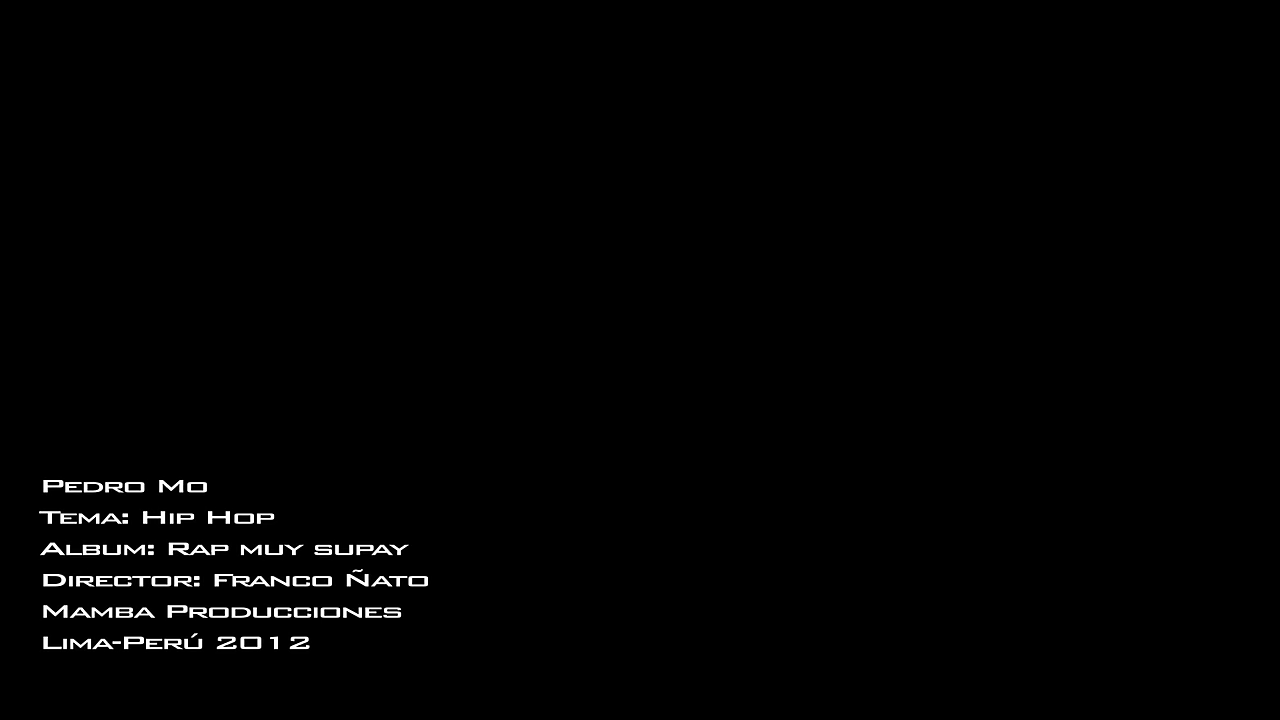 Pedro Mo
Tema: Hip Hop
Album: Rap muy supay
Director: Franco Ñato
Mamba Producciones
Lima-Perú 2012